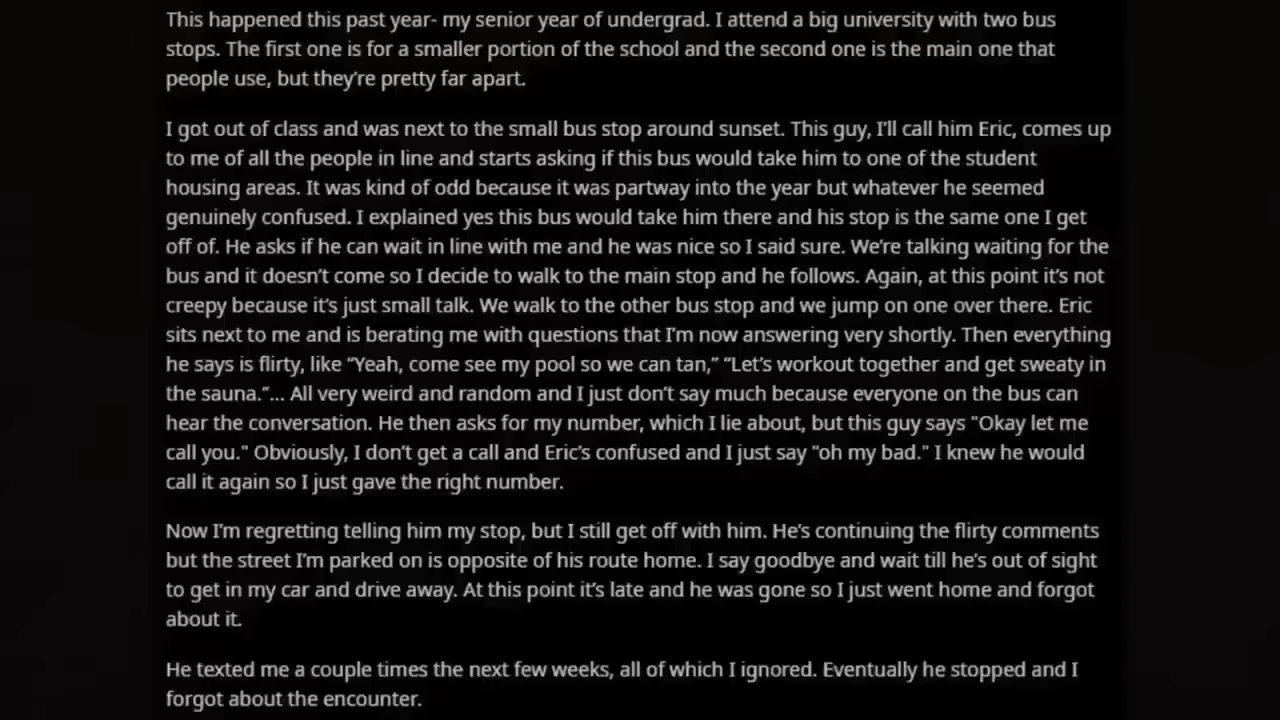 This happened this past year- my senior year of undergrad. I attend a big university with two bus
stops. The first one is for a smaller portion of the school and the second one is the main one that
people use, but they're pretty far apart.
I got out of class and was next to the small bus stop around sunset. This guy, I'll call him Eric, comes up
to me of all the people in line and starts asking if this bus would take him to one of the student
housing areas. It was kind of odd because it was partway into the year but whatever he seemed
genuinely confused. I explained yes this bus would take him there and his stop is the same one I get
off of. He asks if he can wait in line with me and he was nice so I said sure. We're talking waiting for the
bus and it doesn't come so I decide to walk to the main stop and he follows. Again, at this point it's not
creepy because it's just small talk. We walk to the other bus stop and we jump on one over there. Eric
sits next to me and is berating me with questions that I'm now answering very shortly. Then everything
he says is flirty, like “Yeah, come see my pool so we can tan,” “Let's workout together and get sweaty in
the sauna.”... All very weird and random and I just don't say much because everyone on the bus can
hear the conversation. He then asks for my number, which I lie about, but this guy says "Okay let me
call you." Obviously, I don't get a call and Eric's confused and I just say "oh my bad." I knew he would
call it again so I just gave the right number.
Now I'm regretting telling him my stop, but I still get off with him. He's continuing the flirty comments
but the street I'm parked on is opposite of his route home. I say goodbye and wait till he's out of sight
to get in my car and drive away. At this point it's late and he was gone so I just went home and forgot
about it.
He texted me a couple times the next few weeks, all of which I ignored. Eventually he stopped and I
forgot about the encounter.